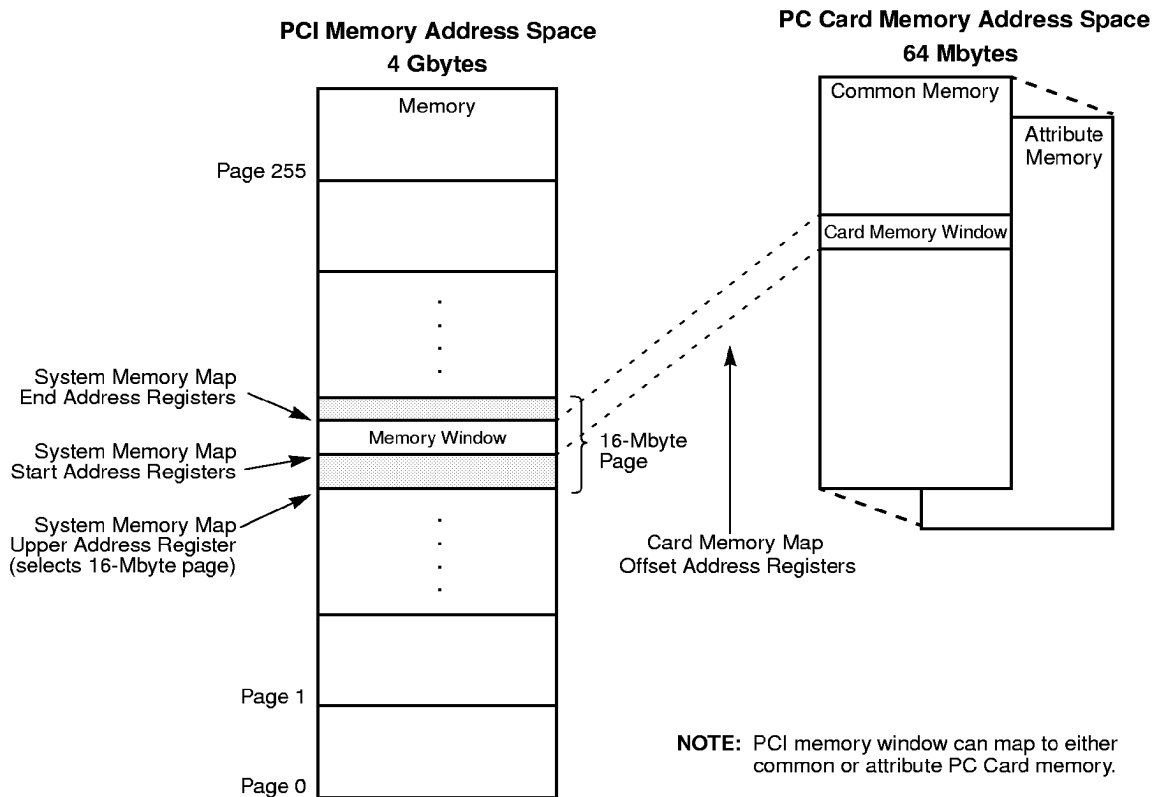 PCI Memory Address Space
4 Gbytes
PC Card Memory Address Space
64 Mbytes
Memory
Common Memory
Attribute
Memory
Page 255
Card Memory Window
System Memory Map
End Address Registers
Memory Window
16-Mbyte
Page
System Memory Map
Start Address Registers
System Memory Map
Upper Address Register
(selects 16-Mbyte page)
Card Memory Map
Offset Address Registers
Page 1
Page 0
NOTE: PCI memory window can map to either
common or attribute PC Card memory.